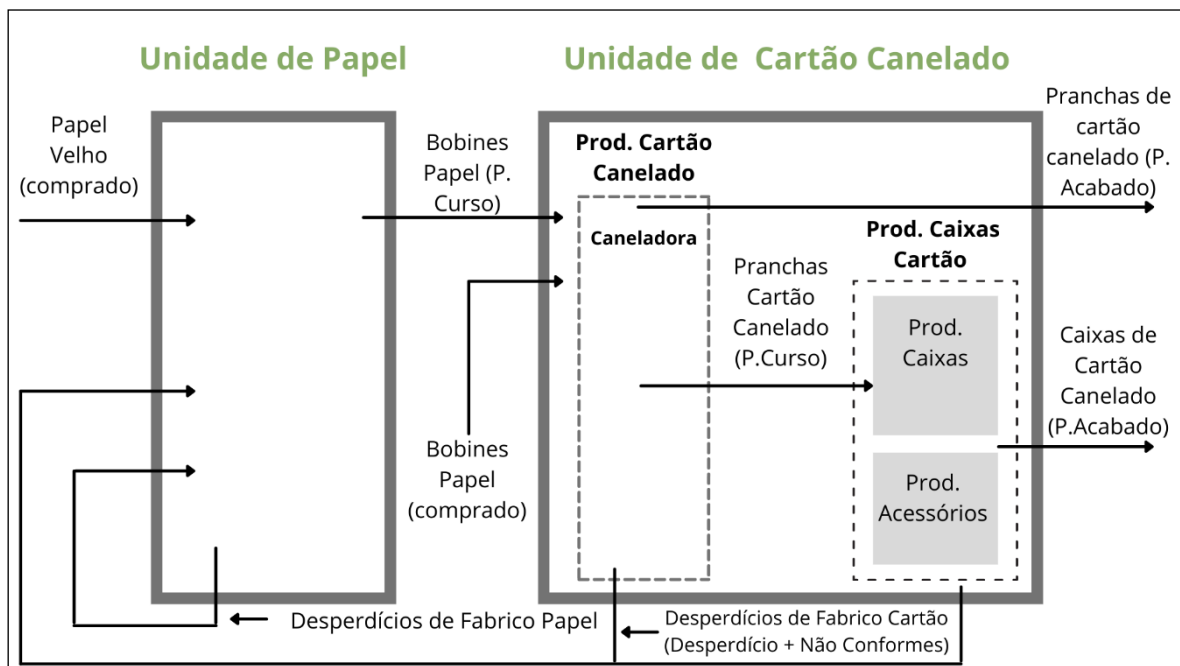 Unidade de Papel
Unidade de Cartão Canelado
Papel
Velho
(comprado)
Bobines
Papel (P.
Curso)
Bobines
Papel
(comprado)
Prod. Cartão
Canelado
Caneladora
Pranchas
Cartão
Canelado
(P.Curso)
Prod. Caixas
Cartão
Prod.
Caixas
Prod.
Acessórios
Pranchas de
cartão
canelado (P.
Acabado)
Caixas de
Cartão
Canelado
(P.Acabado)
Desperdícios de Fabrico Papel
Desperdícios de Fabrico Cartão
(Desperdício + Não Conformes)